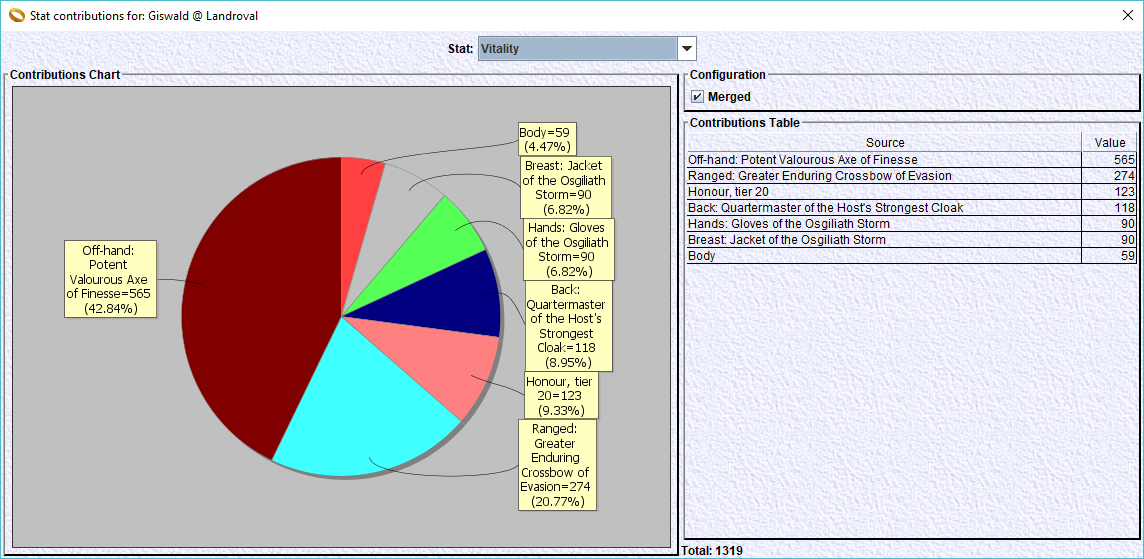 Stat contributions for: Giswald @ Landroval
Stat: Vitality
Contributions Chart
Body=59
(4.47%)
Breast: Jacket
of the Osgiliath
Storm=90
(6.82%)
Hands: Gloves
of the Osgiliath
Storm=90
(6.82%)
Back:
Quartermaster
of the Host's
Strongest
Cloak=118
(8.95%)
Honour, tier
20=123
(9.33%)
Ranged:
Greater
Enduring
Crossbow of
Evasion=274
(20.77%)
Off-hand:
Potent
Valourous Axe
of Finesse=565
(42.84%)
Configuration
Merged
Contributions Table
Source Value
Off-hand: Potent Valourous Axe of Finesse 565
Ranged: Greater Enduring Crossbow of Evasion 274
Honour, tier 20 123
Back: Quartermaster of the Host's Strongest Cloak 118
Hands: Gloves of the Osgiliath Storm 90
Breast: Jacket of the Osgiliath Storm 90
Body 59
Total: 1319